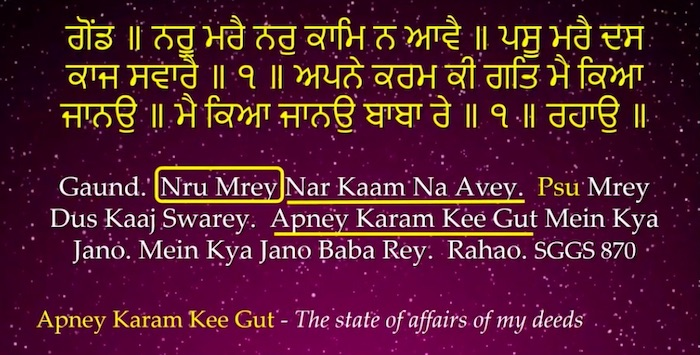 ਗੋਂਡ ॥ ਨਰੂ ਮਰੈ ਨਰੁ ਕਾਮਿ ਨ ਆਵੈ ॥ ਪਸੂ ਮਰੈ ਦਸ
ਕਾਜ ਸਵਾਰੈ ॥ ੧ ॥ ਅਪਨੇ ਕਰਮ ਕੀ ਗਤਿ ਮੈ ਕਿਆ
ਜਾਨਉ ॥ ਮੈ ਕਿਆ ਜਾਨਉ ਬਾਬਾ ਰੇ ॥ ੧ ॥ ਰਹਾਉ ॥
Gaund. Nru Mrey Nar Kaam Na Avey. Psu Mrey
Dus Kaaj Swarey. Apney Karam Kee Gut Mein Kya
Jano. Mein Kya Jano Baba Rey. Rahao. SGGS 870
Apney Karam Kee Gut - The state of affairs of my deeds